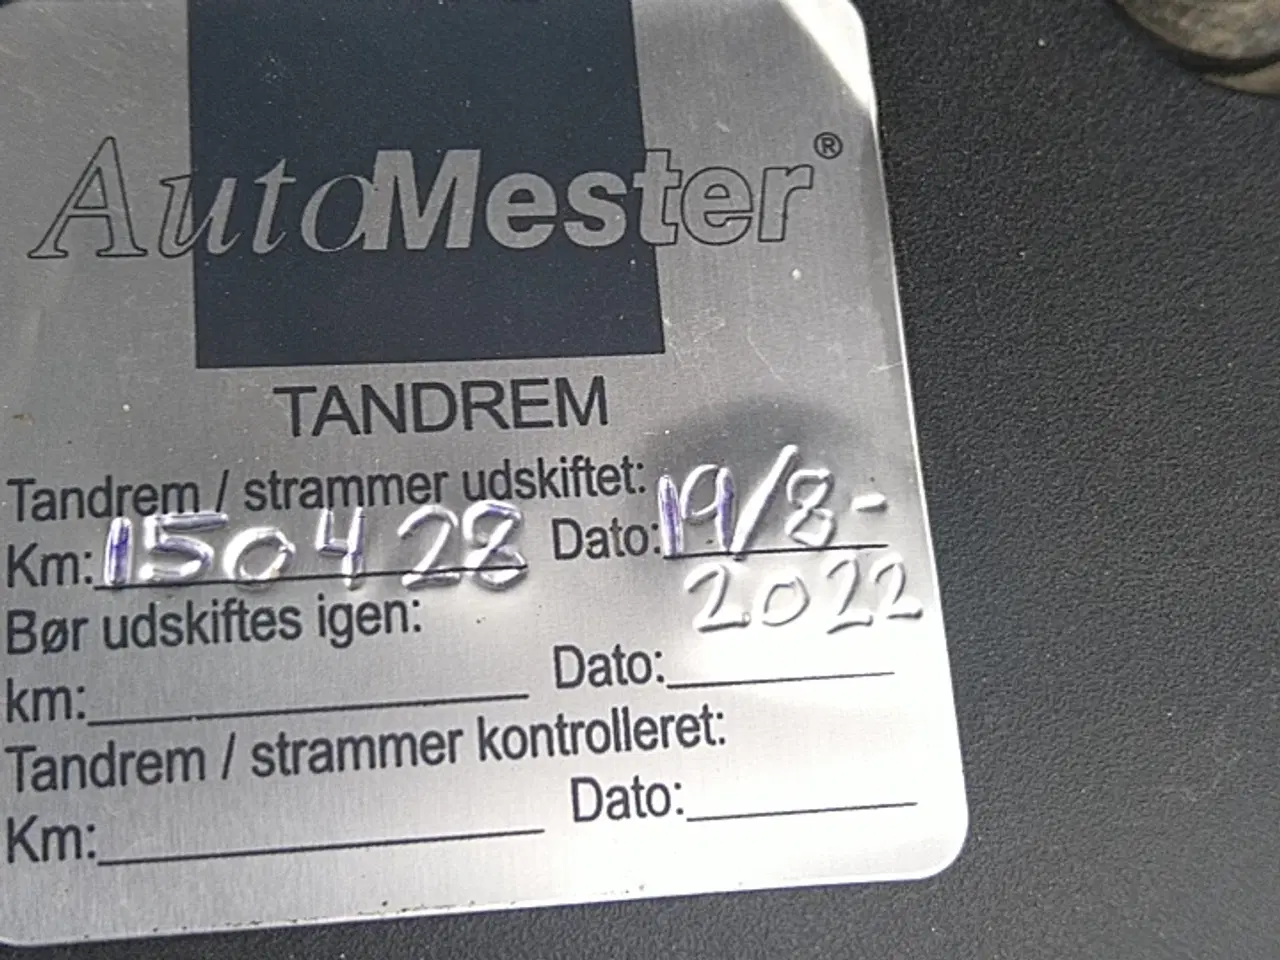 AutoMester®
TANDREM
Tandrem / strammer udskiftet:
Km: 150428 Dato: 19/8-
2022
Bør udskiftes igen:
km: Dato:
Tandrem / strammer kontrolleret:
Km: Dato: